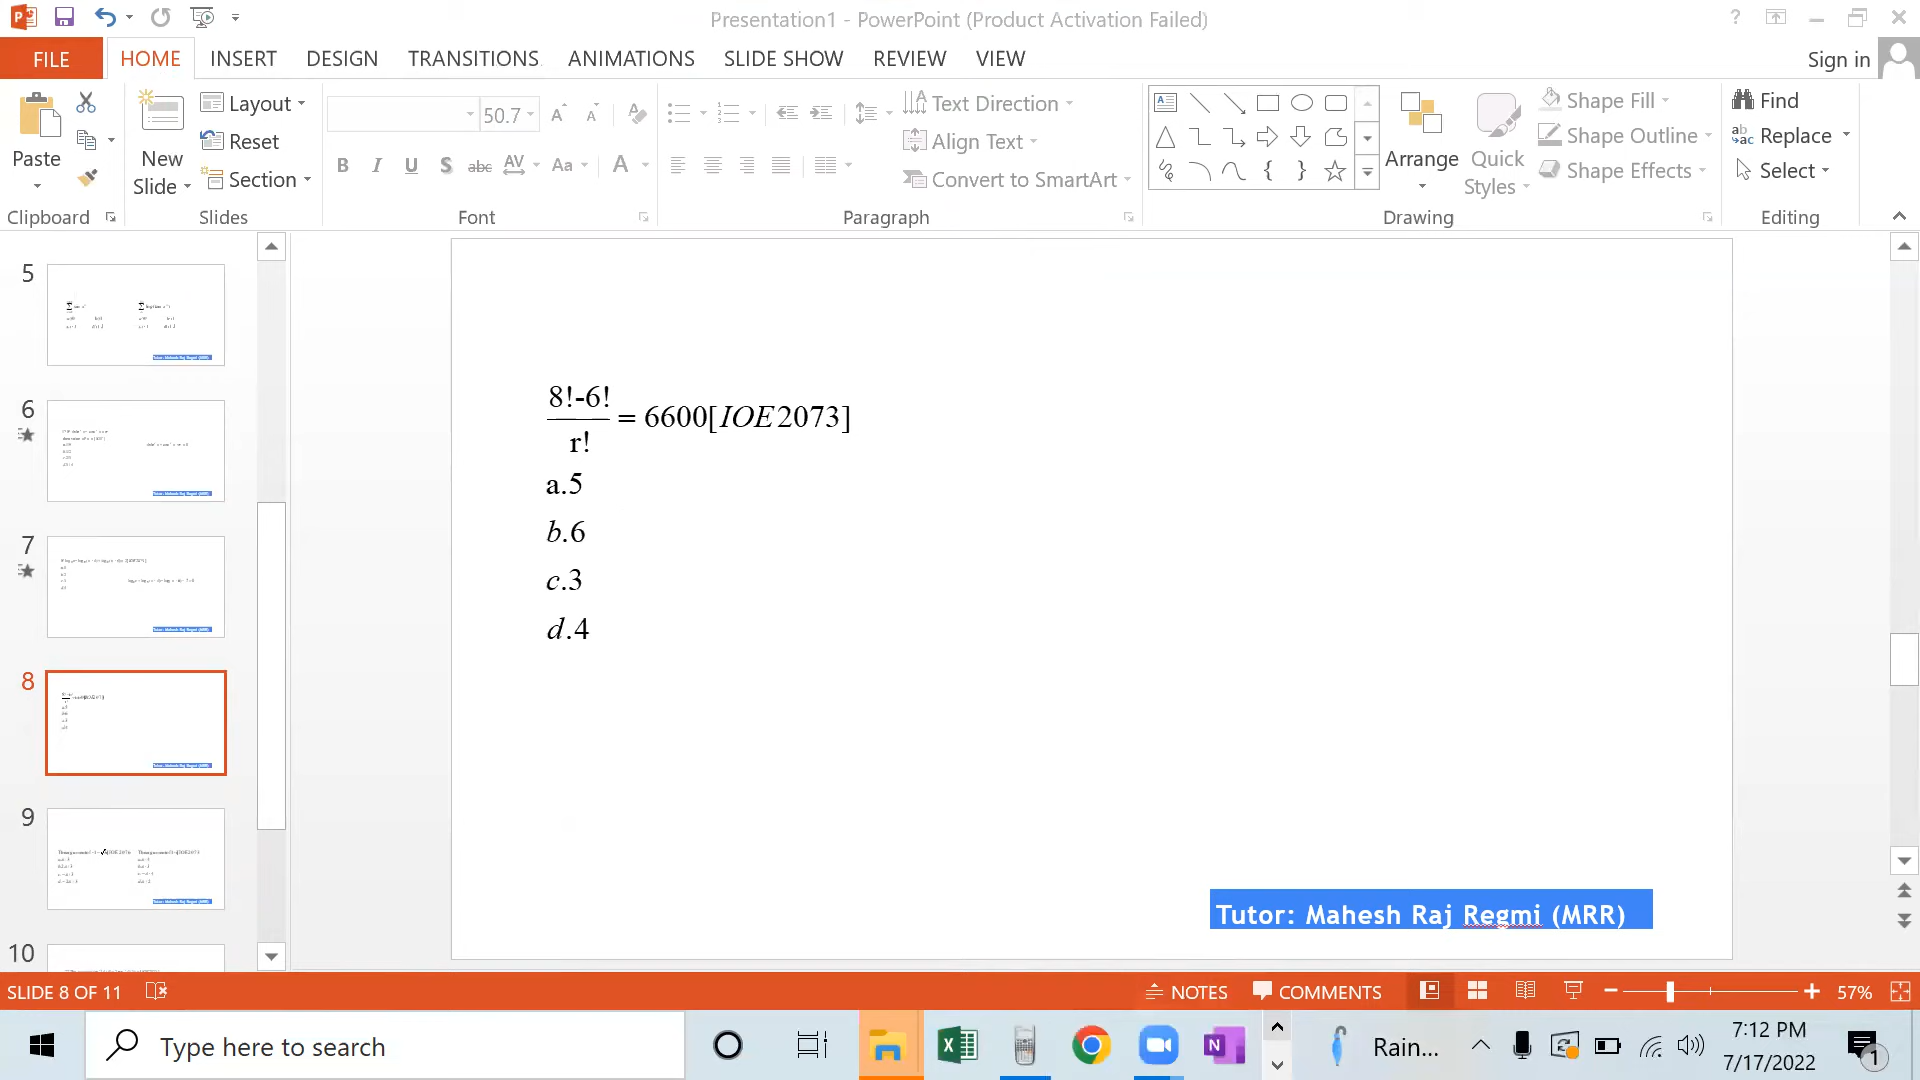 Presentation1 - PowerPoint (Product Activation Failed)
FILE HOME INSERT DESIGN TRANSITIONS ANIMATIONS SLIDE SHOW REVIEW VIEW Sign in
Paste
New Slide
Layout
Reset
Section
50.7
Text Direction
Align Text
Convert to SmartArt
Arrange
Quick Styles
Shape Fill
Shape Outline
Shape Effects
Find
Replace
Select
Clipboard Slides Font Paragraph Drawing Editing
5
6
7
8
9
10
8!-6!
r!
= 6600[IOE2073]
a.5
b.6
c.3
d.4
Tutor: Mahesh Raj Regmi (MRR)
SLIDE 8 OF 11 NOTES COMMENTS 57%
Type here to search
Rain...
7:12 PM
7/17/2022
1